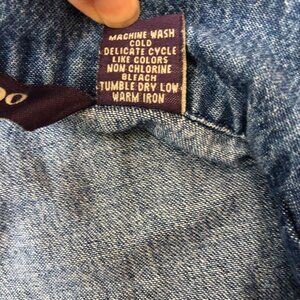 MACHINE WASH
COLD
DELICATE CYCLE
LIKE COLORS
NON CHLORINE
BLEACH
TUMBLE DRY LOW
WARM IRON